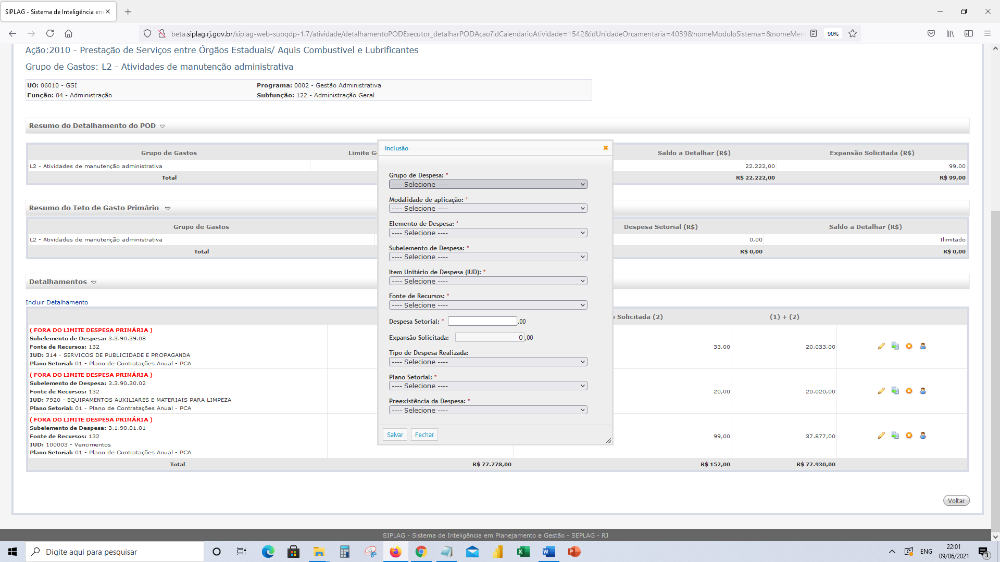 SIPLAG - Sistema de Inteligência em
beta.siplag.rj.gov.br/siplag-web-supqdp-1.7/atividade/detalhamentoPODExecutor_detalharPODAcao?idCalendarioAtividade=1542&idUnidadeOrcamentaria=4039&nomeModuloSistema=&nomeMen
90%
Ação:2010 - Prestação de Serviços entre Órgãos Estaduais/ Aquis Combustível e Lubrificantes
Grupo de Gastos: L2 - Atividades de manutenção administrativa
UO: 06010 - GSI Programa: 0002 - Gestão Administrativa
Função: 04 - Administração Subfunção: 122 - Administração Geral
Resumo do Detalhamento do POD
Grupo de Gastos Limite Saldo a Detalhar (R$) Expansão Solicitada (R$)
L2 - Atividades de manutenção administrativa 22.222,00 99,00
Total R$ 22.222,00 R$ 99,00
Resumo do Teto de Gasto Primário
Grupo de Gastos Despesa Setorial (R$) Saldo a Detalhar (R$)
L2 - Atividades de manutenção administrativa 0,00 Ilimitado
Total R$ 0,00 R$ 0,00
Detalhamentos
Incluir Detalhamento
Solicitada (2) (1) + (2)
( FORA DO LIMITE DESPESA PRIMÁRIA )
Subelemento de Despesa: 3.3.90.39.08
Fonte de Recursos: 132 33,00 20.033,00
IUD: 314 - SERVICOS DE PUBLICIDADE E PROPAGANDA
Plano Setorial: 01 - Plano de Contratações Anual - PCA
( FORA DO LIMITE DESPESA PRIMÁRIA )
Subelemento de Despesa: 3.3.90.30.02
Fonte de Recursos: 132 20,00 20.020,00
IUD: 7920 - EQUIPAMENTOS AUXILIARES E MATERIAIS PARA LIMPEZA
Plano Setorial: 01 - Plano de Contratações Anual - PCA
( FORA DO LIMITE DESPESA PRIMÁRIA )
Subelemento de Despesa: 3.1.90.01.01
Fonte de Recursos: 132 99,00 37.877,00
IUD: 100003 - Vencimentos
Plano Setorial: 01 - Plano de Contratações Anual - PCA
Total R$ 77.778,00 R$ 152,00 R$ 77.930,00
Inclusão
Grupo de Despesa: *
---- Selecione ----
Modalidade de aplicação: *
---- Selecione ----
Elemento de Despesa: *
---- Selecione ----
Subelemento de Despesa: *
---- Selecione ----
Item Unitário de Despesa (IUD): *
---- Selecione ----
Fonte de Recursos: *
---- Selecione ----
Despesa Setorial: * ,00
Expansão Solicitada: 0 ,00
Tipo de Despesa Realizada:
---- Selecione ----
Plano Setorial: *
---- Selecione ----
Preexistência da Despesa: *
---- Selecione ----
Salvar Fechar
Voltar
SIPLAG - Sistema de Inteligência em Planejamento e Gestão - SEPLAG - RJ
Digite aqui para pesquisar
ENG
22:01
09/06/2021
3